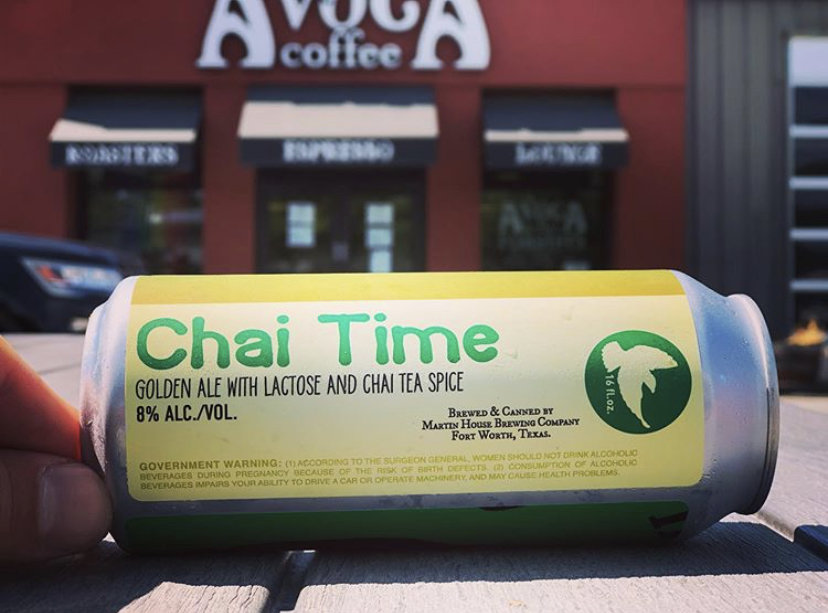 AVOCA
coffee
ROASTERS
ESPRESSO
LOUNGE
AVOCA
Chai Time
GOLDEN ALE WITH LACTOSE AND CHAI TEA SPICE
8% ALC./VOL.
16 fl.oz.
BREWED & CANNED BY
MARTIN HOUSE BREWING COMPANY
FORT WORTH, TEXAS.
GOVERNMENT WARNING: (1) ACCORDING TO THE SURGEON GENERAL, WOMEN SHOULD NOT DRINK ALCOHOLIC
BEVERAGES DURING PREGNANCY BECAUSE OF THE RISK OF BIRTH DEFECTS. (2) CONSUMPTION OF ALCOHOLIC
BEVERAGES IMPAIRS YOUR ABILITY TO DRIVE A CAR OR OPERATE MACHINERY, AND MAY CAUSE HEALTH PROBLEMS.